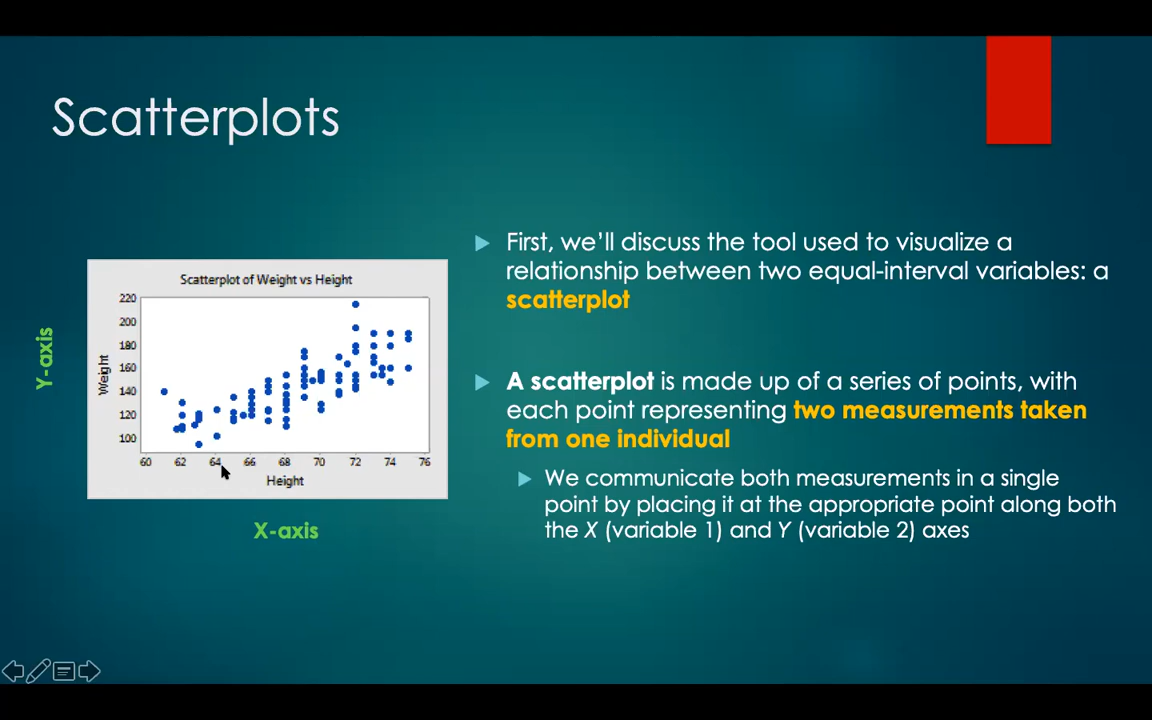 Scatterplots
First, we'll discuss the tool used to visualize a
relationship between two equal-interval variables: a
scatterplot
Scatterplot of Weight vs Height
220
200
180
160
140
120
100
Weight
Y-axis
60 62 64 66 68 70 72 74 76
Height
X-axis
A scatterplot is made up of a series of points, with
each point representing two measurements taken
from one individual
We communicate both measurements in a single
point by placing it at the appropriate point along both
the X (variable 1) and Y (variable 2) axes